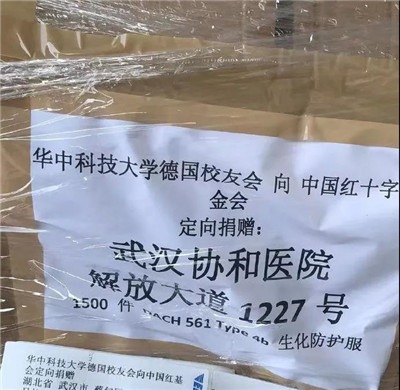 华中科技大学德国校友会 向 中国红十字
金会
定向捐赠：
武汉协和医院
解放大道 1227 号
1500 件 DACH 561 Type 4b 生化防护服
华中科技大学德国校友会向中国红基
会定向捐赠
湖北省 武汉市